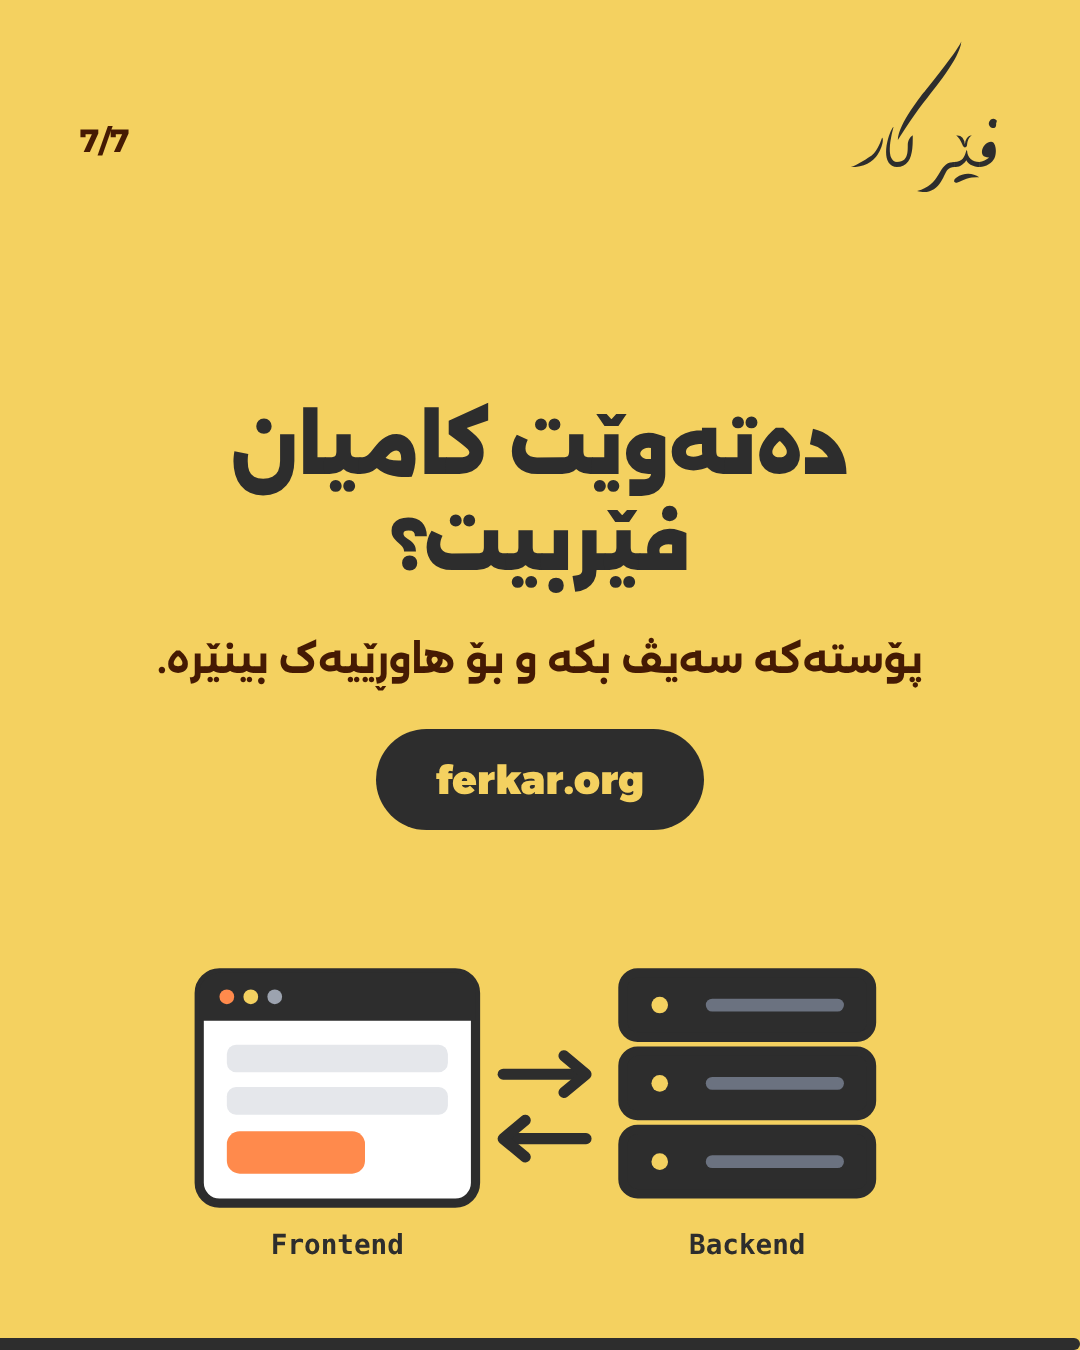 فێرکار
7/7
دەتەوێت کامیان
فێربیت؟
پۆستەکە سەیڤ بکە و بۆ هاوڕێیەک بینێرە.
ferkar.org
Frontend
Backend